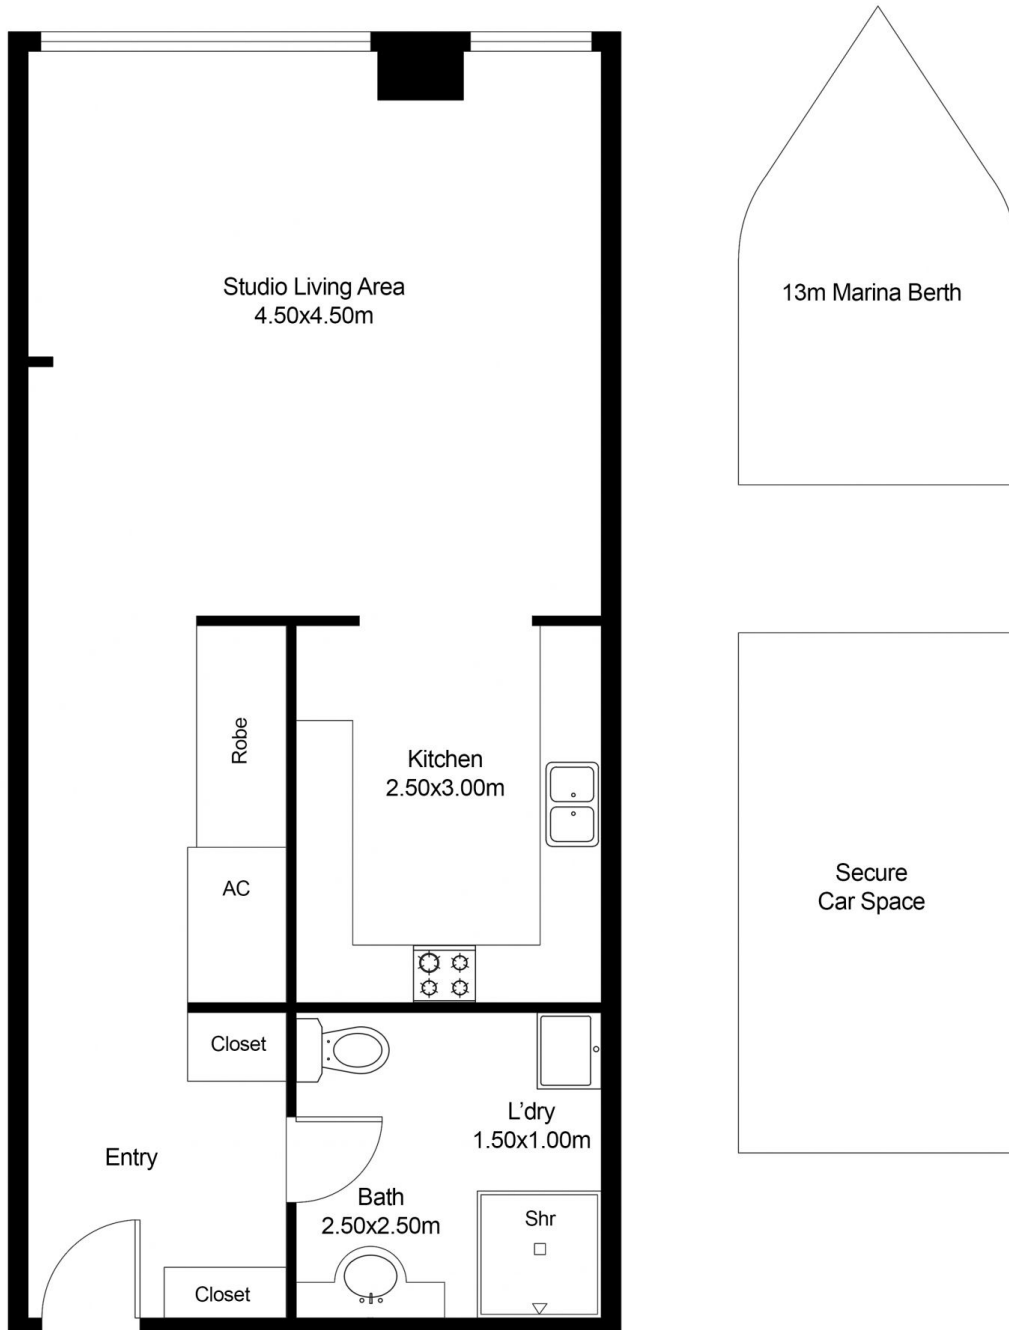 Studio Living Area
4.50x4.50m
13m Marina Berth
Robe
Kitchen
2.50x3.00m
AC
Secure
Car Space
Closet
L'dry
1.50x1.00m
Entry
Bath
2.50x2.50m
Shr
Closet